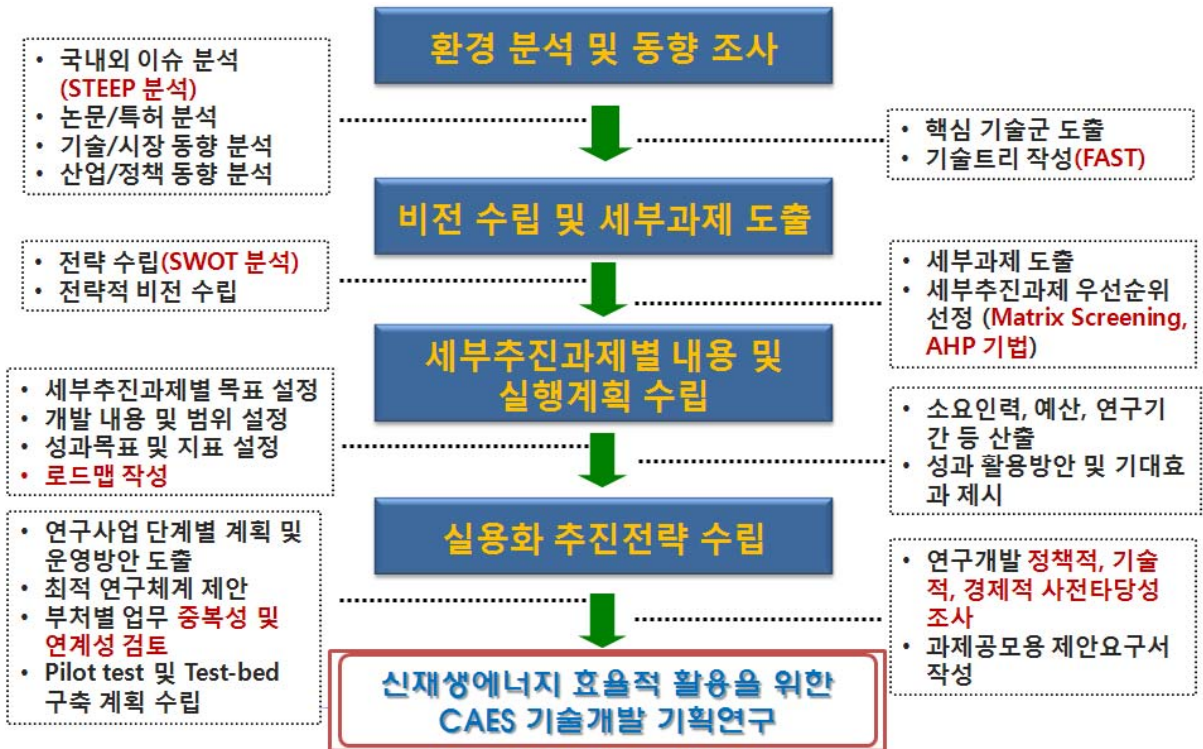 환경 분석 및 동향 조사
• 국내외 이슈 분석
(STEEP 분석)
• 논문/특허 분석
• 기술/시장 동향 분석
• 산업/정책 동향 분석
• 핵심 기술군 도출
• 기술트리 작성(FAST)
비전 수립 및 세부과제 도출
• 전략 수립(SWOT 분석)
• 전략적 비전 수립
• 세부과제 도출
• 세부추진과제 우선순위
선정 (Matrix Screening,
AHP 기법)
세부추진과제별 내용 및
실행계획 수립
• 세부추진과제별 목표 설정
• 개발 내용 및 범위 설정
• 성과목표 및 지표 설정
• 로드맵 작성
• 소요인력, 예산, 연구기
간 등 산출
• 성과 활용방안 및 기대효
과 제시
실용화 추진전략 수립
• 연구사업 단계별 계획 및
운영방안 도출
• 최적 연구체계 제안
• 부처별 업무 중복성 및
연계성 검토
• Pilot test 및 Test-bed
구축 계획 수립
• 연구개발 정책적, 기술
적, 경제적 사전타당성
조사
• 과제공모용 제안요구서
작성
신재생에너지 효율적 활용을 위한
CAES 기술개발 기획연구